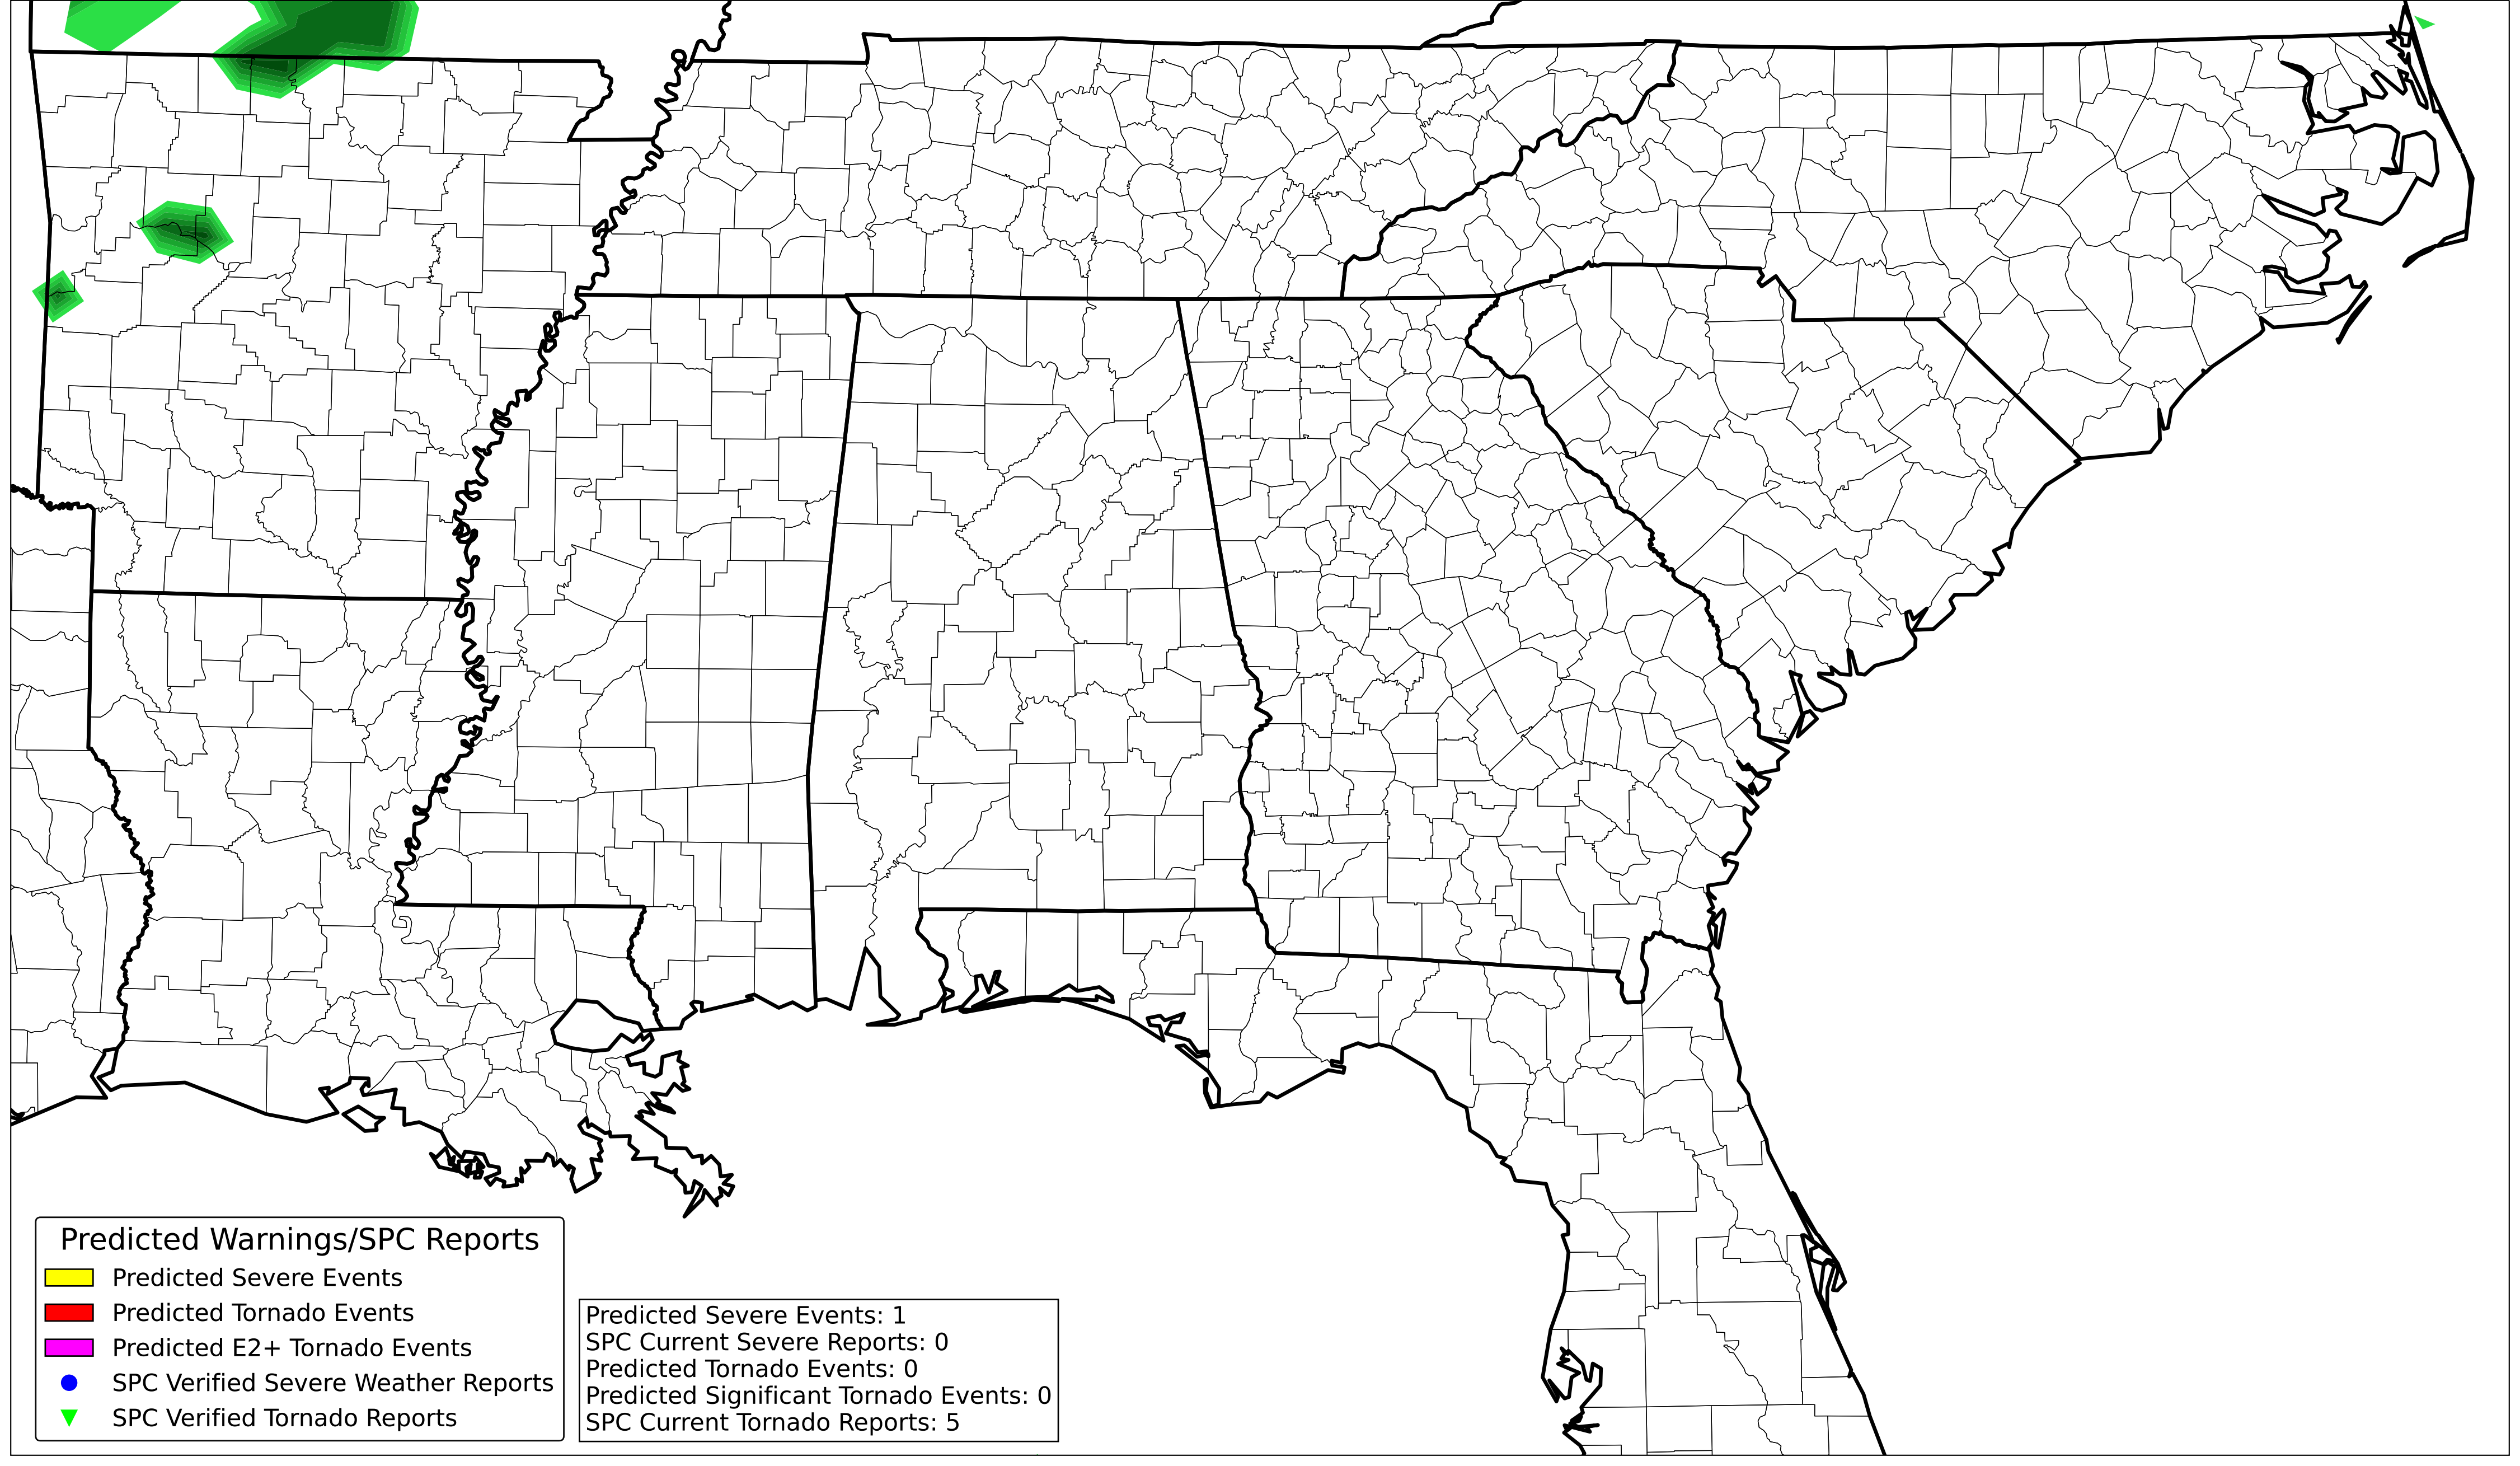 Predicted Warnings/SPC Reports
Predicted Severe Events
Predicted Tornado Events
Predicted E2+ Tornado Events
SPC Verified Severe Weather Reports
SPC Verified Tornado Reports
Predicted Severe Events: 1
SPC Current Severe Reports: 0
Predicted Tornado Events: 0
Predicted Significant Tornado Events: 0
SPC Current Tornado Reports: 5